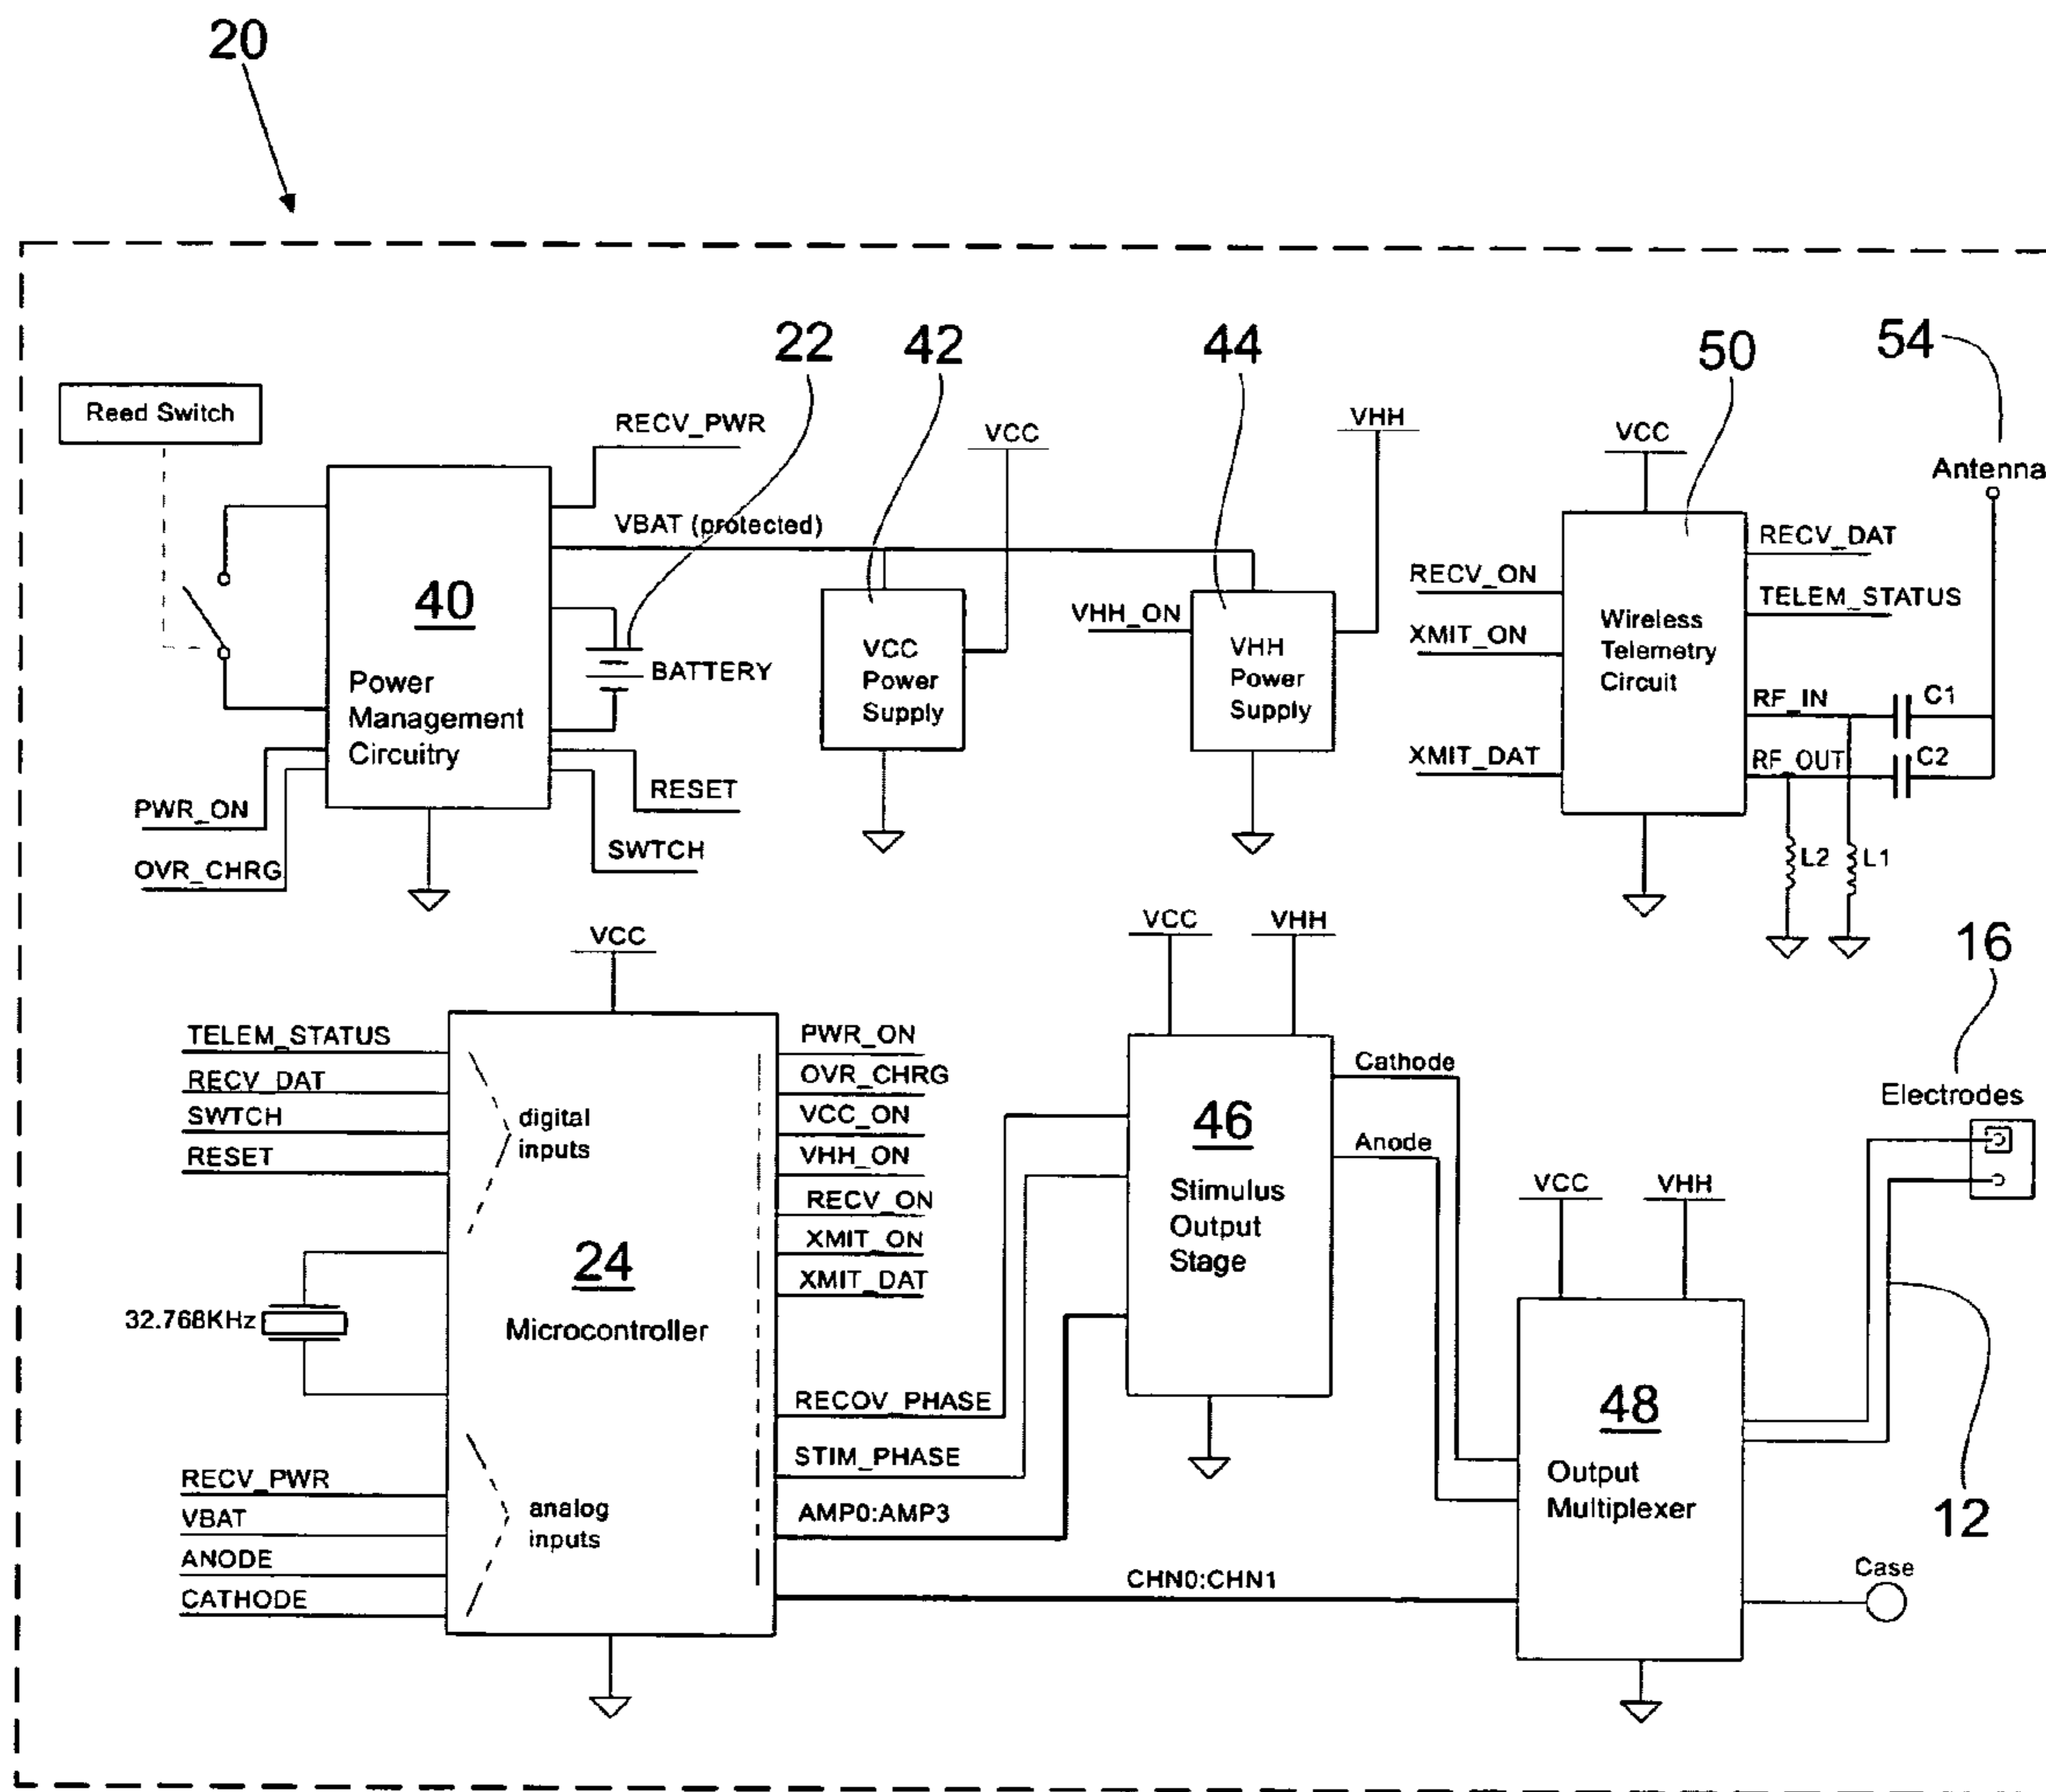 20
22
42
44
50
54
Reed Switch
RECV_PWR
VCC
VHH
VCC
Antenna
VBAT (protected)
40
Power
Management
Circuitry
BATTERY
PWR_ON
OVR_CHRG
RESET
SWTCH
VCC
Power
Supply
VHH_ON
VHH
Power
Supply
RECV_ON
XMIT_ON
XMIT_DAT
Wireless
Telemetry
Circuit
RECV_DAT
TELEM_STATUS
RF_IN
C1
RF_OUT
C2
L2
L1
VCC
TELEM_STATUS
RECV_DAT
SWTCH
RESET
digital
inputs
32.768KHz
24
Microcontroller
RECV_PWR
VBAT
ANODE
CATHODE
analog
inputs
PWR_ON
OVR_CHRG
VCC_ON
VHH_ON
RECV_ON
XMIT_ON
XMIT_DAT
RECOV_PHASE
STIM_PHASE
AMP0:AMP3
CHN0:CHN1
VCC
VHH
46
Stimulus
Output
Stage
Cathode
Anode
VCC
VHH
48
Output
Multiplexer
16
Electrodes
12
Case